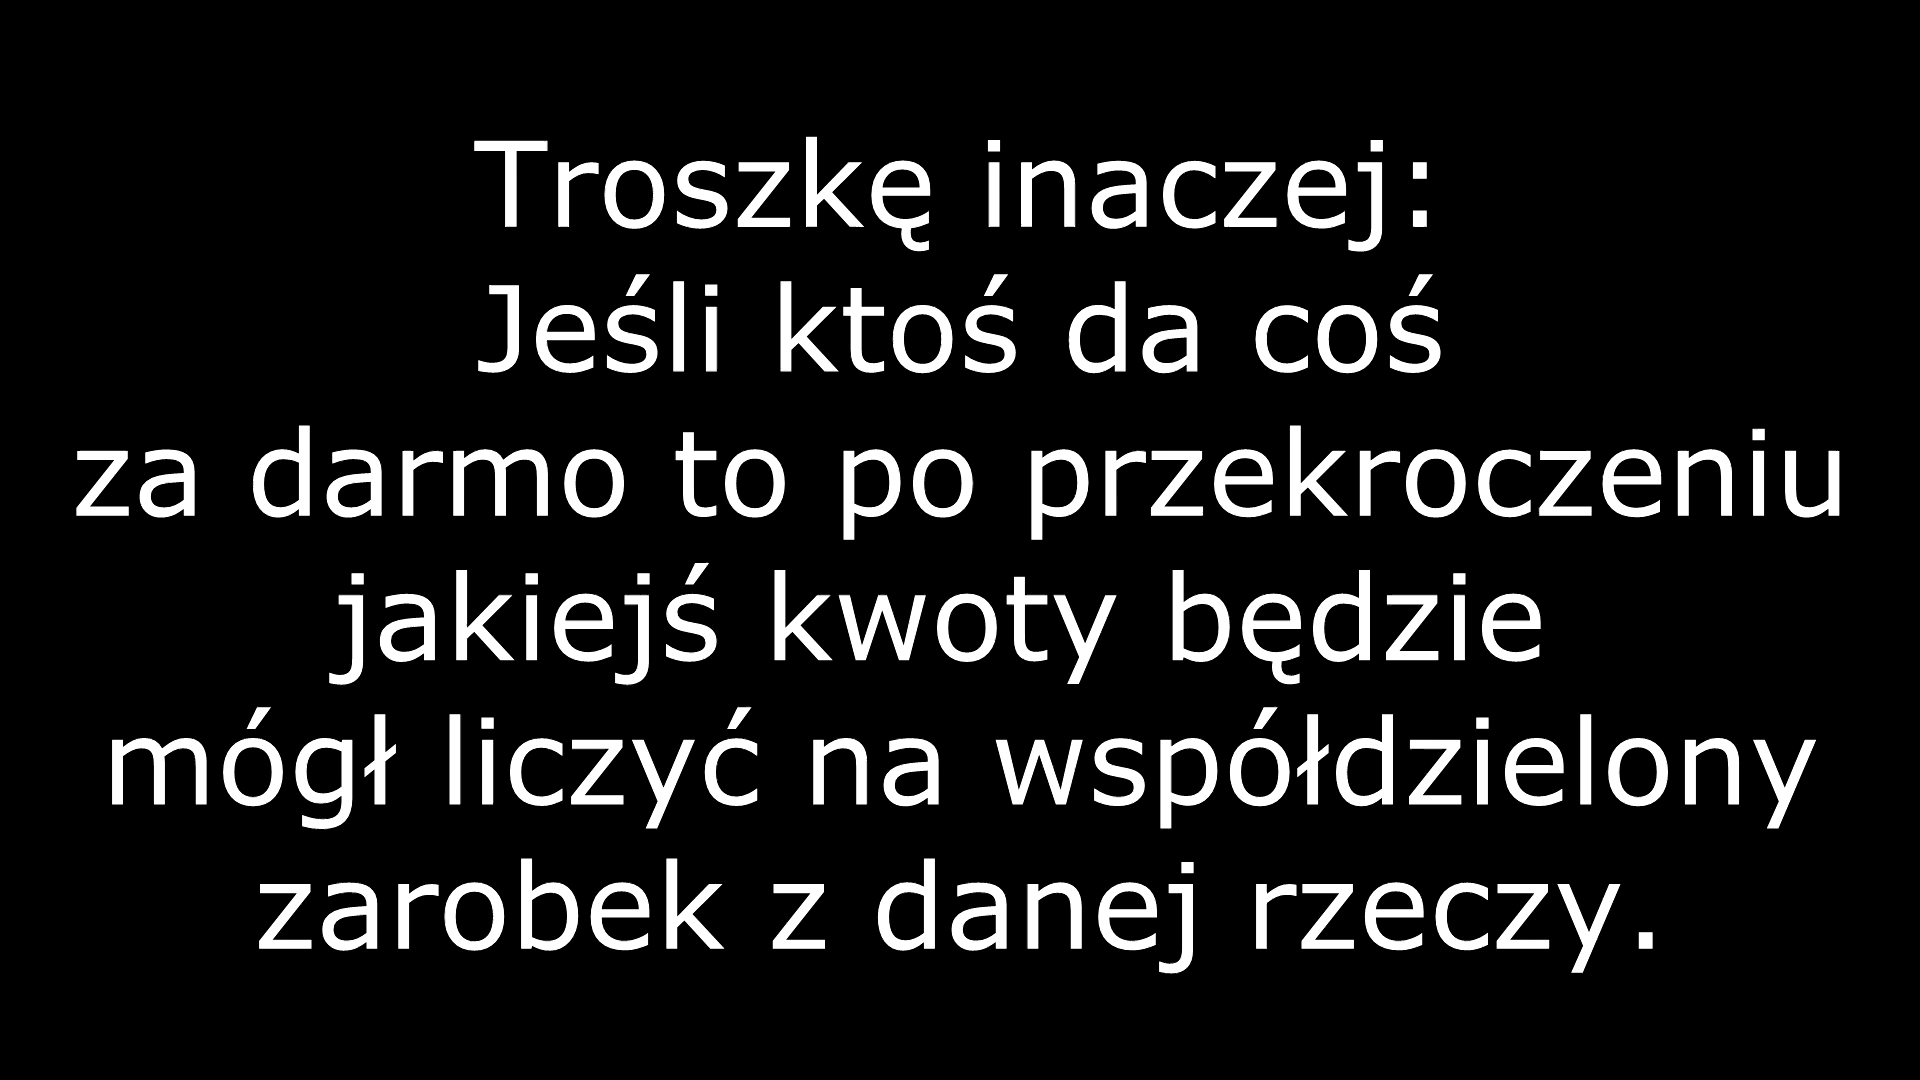 Troszkę inaczej:
Jeśli ktoś da coś
za darmo to po przekroczeniu
jakiejś kwoty będzie
mógł liczyć na współdzielony
zarobek z danej rzeczy.